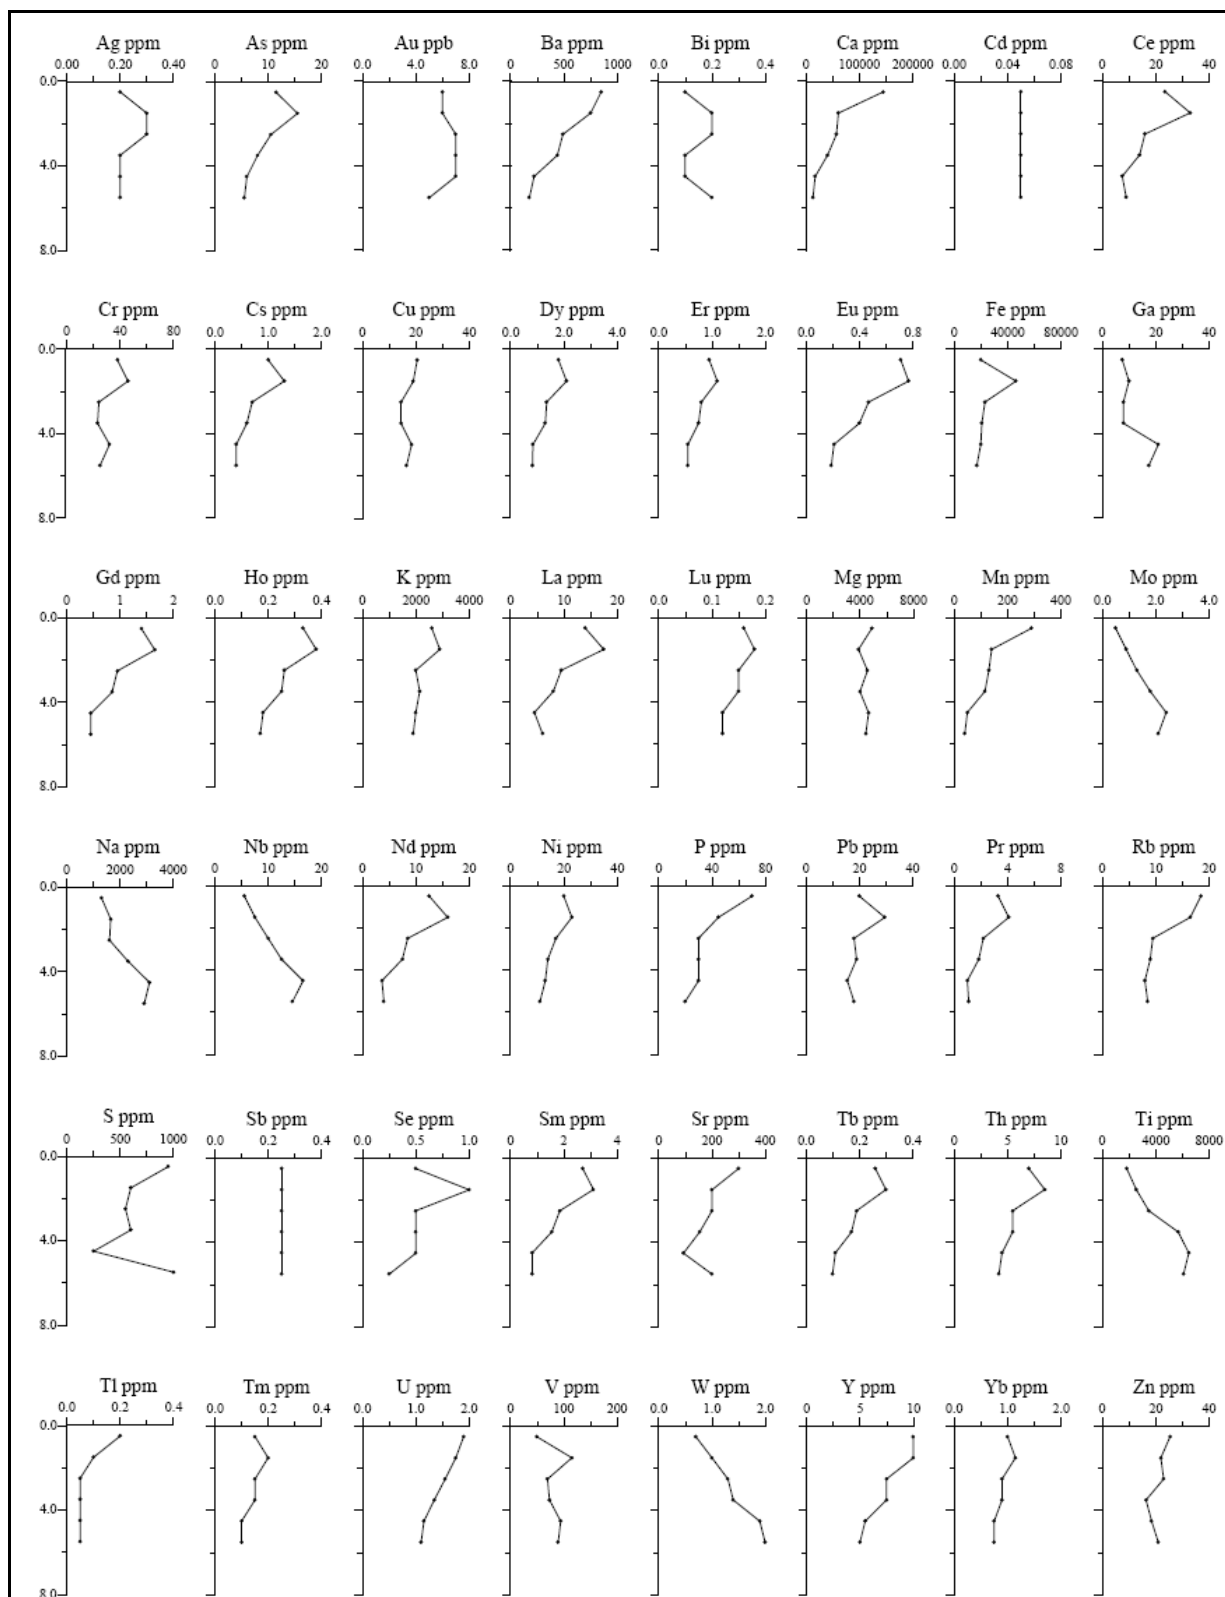 Ag ppm As ppm Au ppb Ba ppm Bi ppm Ca ppm Cd ppm Ce ppm
0.00 0.20 0.40 0 10 20 0.0 4.0 8.0 0 500 1000 0.0 0.2 0.4 0 100000 200000 0.00 0.04 0.08 0 20 40
0.0
4.0
8.0
Cr ppm Cs ppm Cu ppm Dy ppm Er ppm Eu ppm Fe ppm Ga ppm
0 40 80 0.0 1.0 2.0 0 20 40 0.0 2.0 4.0 0.0 1.0 2.0 0.0 0.4 0.8 0 40000 80000 0 20 40
0.0
4.0
8.0
Gd ppm Ho ppm K ppm La ppm Lu ppm Mg ppm Mn ppm Mo ppm
0 1 2 0.0 0.2 0.4 0 2000 4000 0 10 20 0.0 0.1 0.2 0 4000 8000 0 200 400 0.0 2.0 4.0
0.0
4.0
8.0
Na ppm Nb ppm Nd ppm Ni ppm P ppm Pb ppm Pr ppm Rb ppm
0 2000 4000 0 10 20 0 10 20 0 20 40 0 40 80 0 20 40 0 4 8 0 10 20
0.0
4.0
8.0
S ppm Sb ppm Se ppm Sm ppm Sr ppm Tb ppm Th ppm Ti ppm
0 500 1000 0.0 0.2 0.4 0.0 0.5 1.0 0 2 4 0 200 400 0.0 0.2 0.4 0 5 10 0 4000 8000
0.0
4.0
8.0
Tl ppm Tm ppm U ppm V ppm W ppm Y ppm Yb ppm Zn ppm
0.0 0.2 0.4 0.0 0.2 0.4 0.0 1.0 2.0 0 100 200 0.0 1.0 2.0 0 5 10 0.0 1.0 2.0 0 20 40
0.0
4.0
8.0